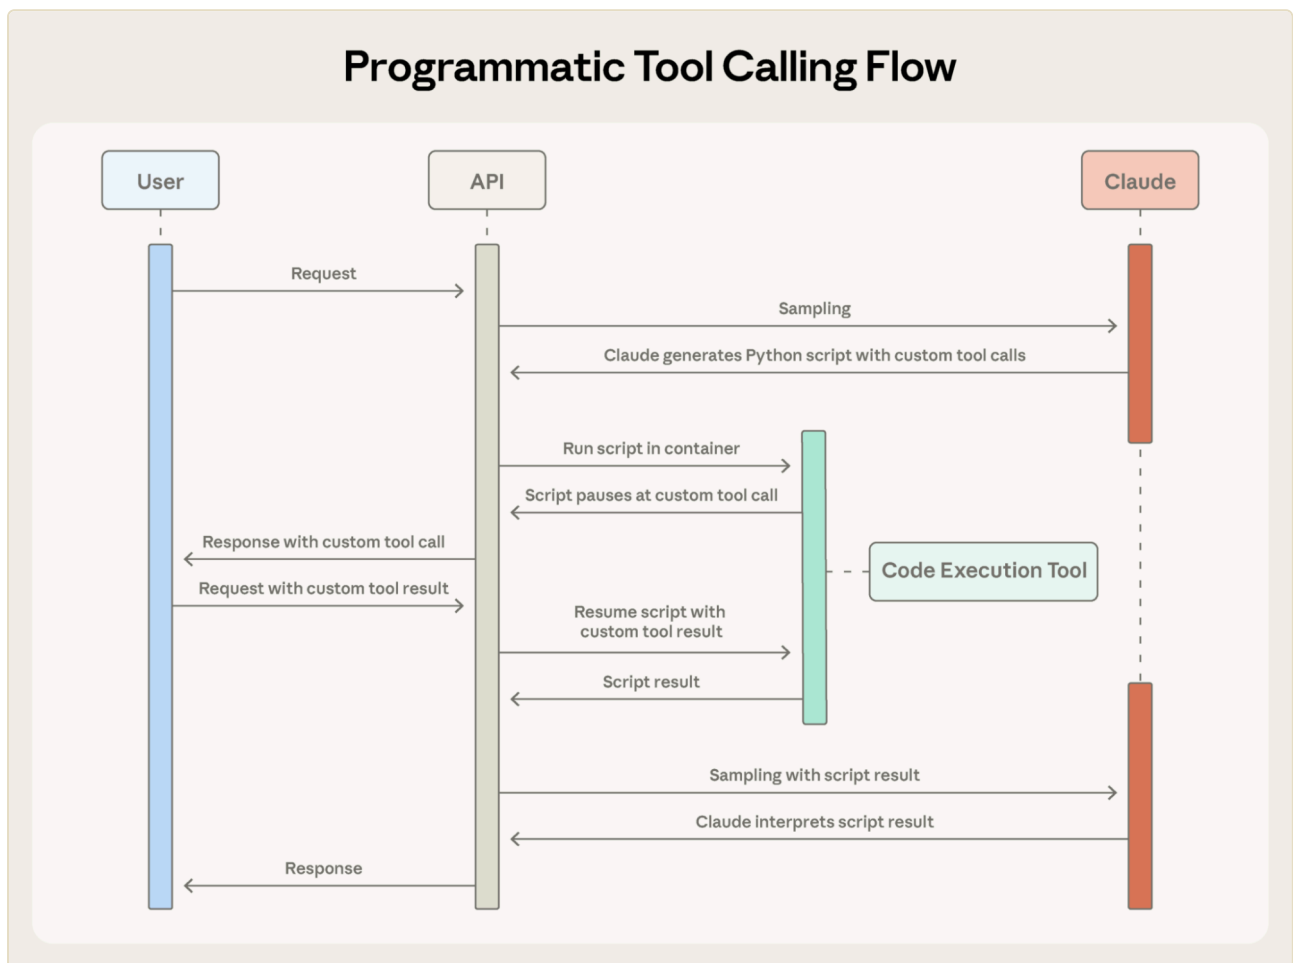 Programmatic Tool Calling Flow
User
API
Claude
Request
Sampling
Claude generates Python script with custom tool calls
Run script in container
Script pauses at custom tool call
Response with custom tool call
Code Execution Tool
Request with custom tool result
Resume script with
custom tool result
Script result
Sampling with script result
Claude interprets script result
Response